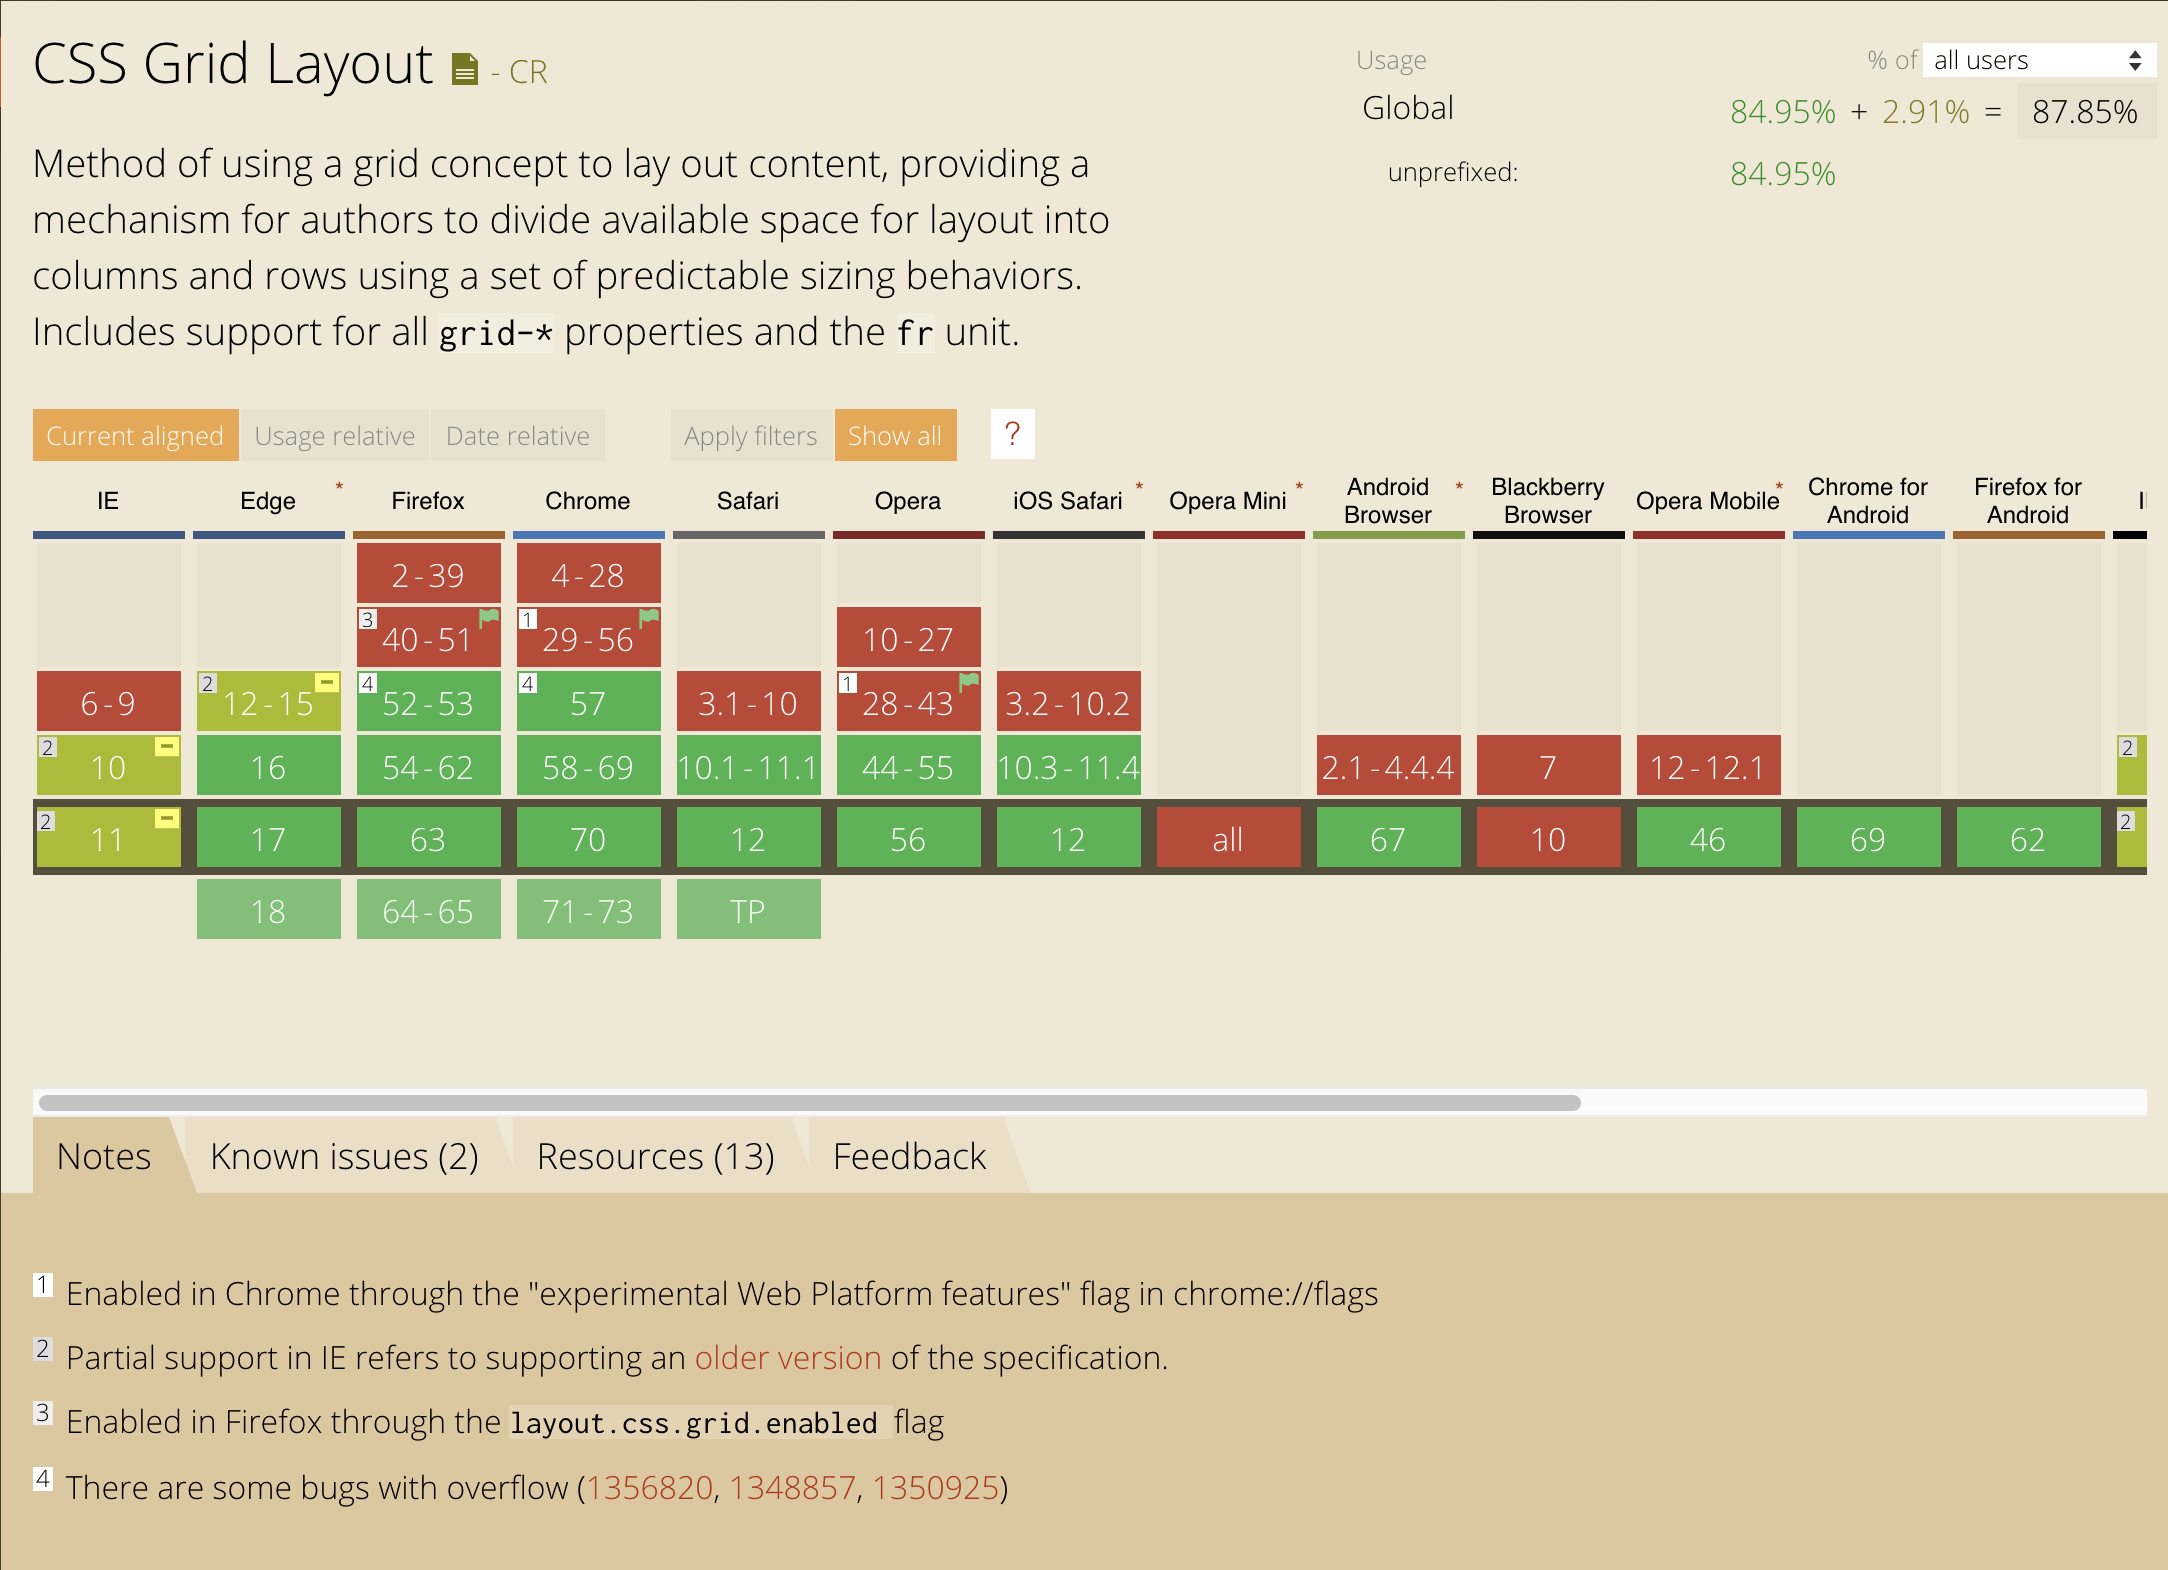 CSS Grid Layout - CR
Usage % of all users
Global 84.95% + 2.91% = 87.85%
unprefixed: 84.95%
Method of using a grid concept to lay out content, providing a
mechanism for authors to divide available space for layout into
columns and rows using a set of predictable sizing behaviors.
Includes support for all grid-* properties and the fr unit.
Current aligned Usage relative Date relative Apply filters Show all ?
IE Edge * Firefox Chrome Safari Opera iOS Safari * Opera Mini * Android Browser * Blackberry Browser Opera Mobile * Chrome for Android Firefox for Android
2-39 4-28
3 40-51 1 29-56 10-27
6-9 2 12-15 4 52-53 4 57 3.1-10 1 28-43 3.2-10.2
2 10 16 54-62 58-69 10.1-11.1 44-55 10.3-11.4 2.1-4.4.4 7 12-12.1 2
2 11 17 63 70 12 56 12 all 67 10 46 69 62 2
18 64-65 71-73 TP
Notes Known issues (2) Resources (13) Feedback
1 Enabled in Chrome through the "experimental Web Platform features" flag in chrome://flags
2 Partial support in IE refers to supporting an older version of the specification.
3 Enabled in Firefox through the layout.css.grid.enabled flag
4 There are some bugs with overflow (1356820, 1348857, 1350925)